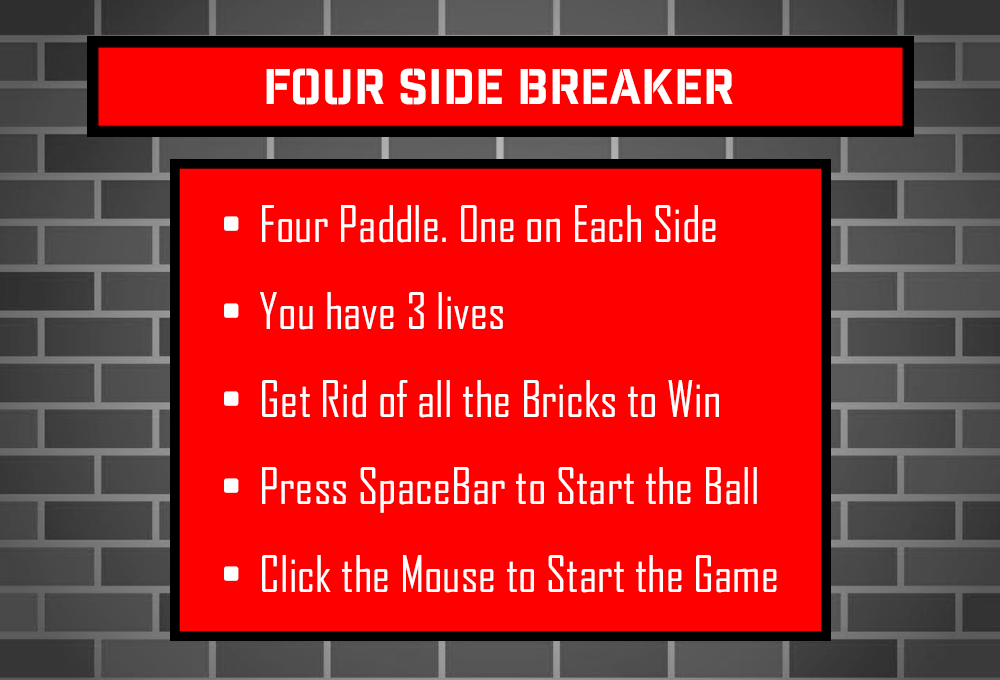 FOUR SIDE BREAKER
▪ Four Paddle. One on Each Side
▪ You have 3 lives
▪ Get Rid of all the Bricks to Win
▪ Press SpaceBar to Start the Ball
▪ Click the Mouse to Start the Game